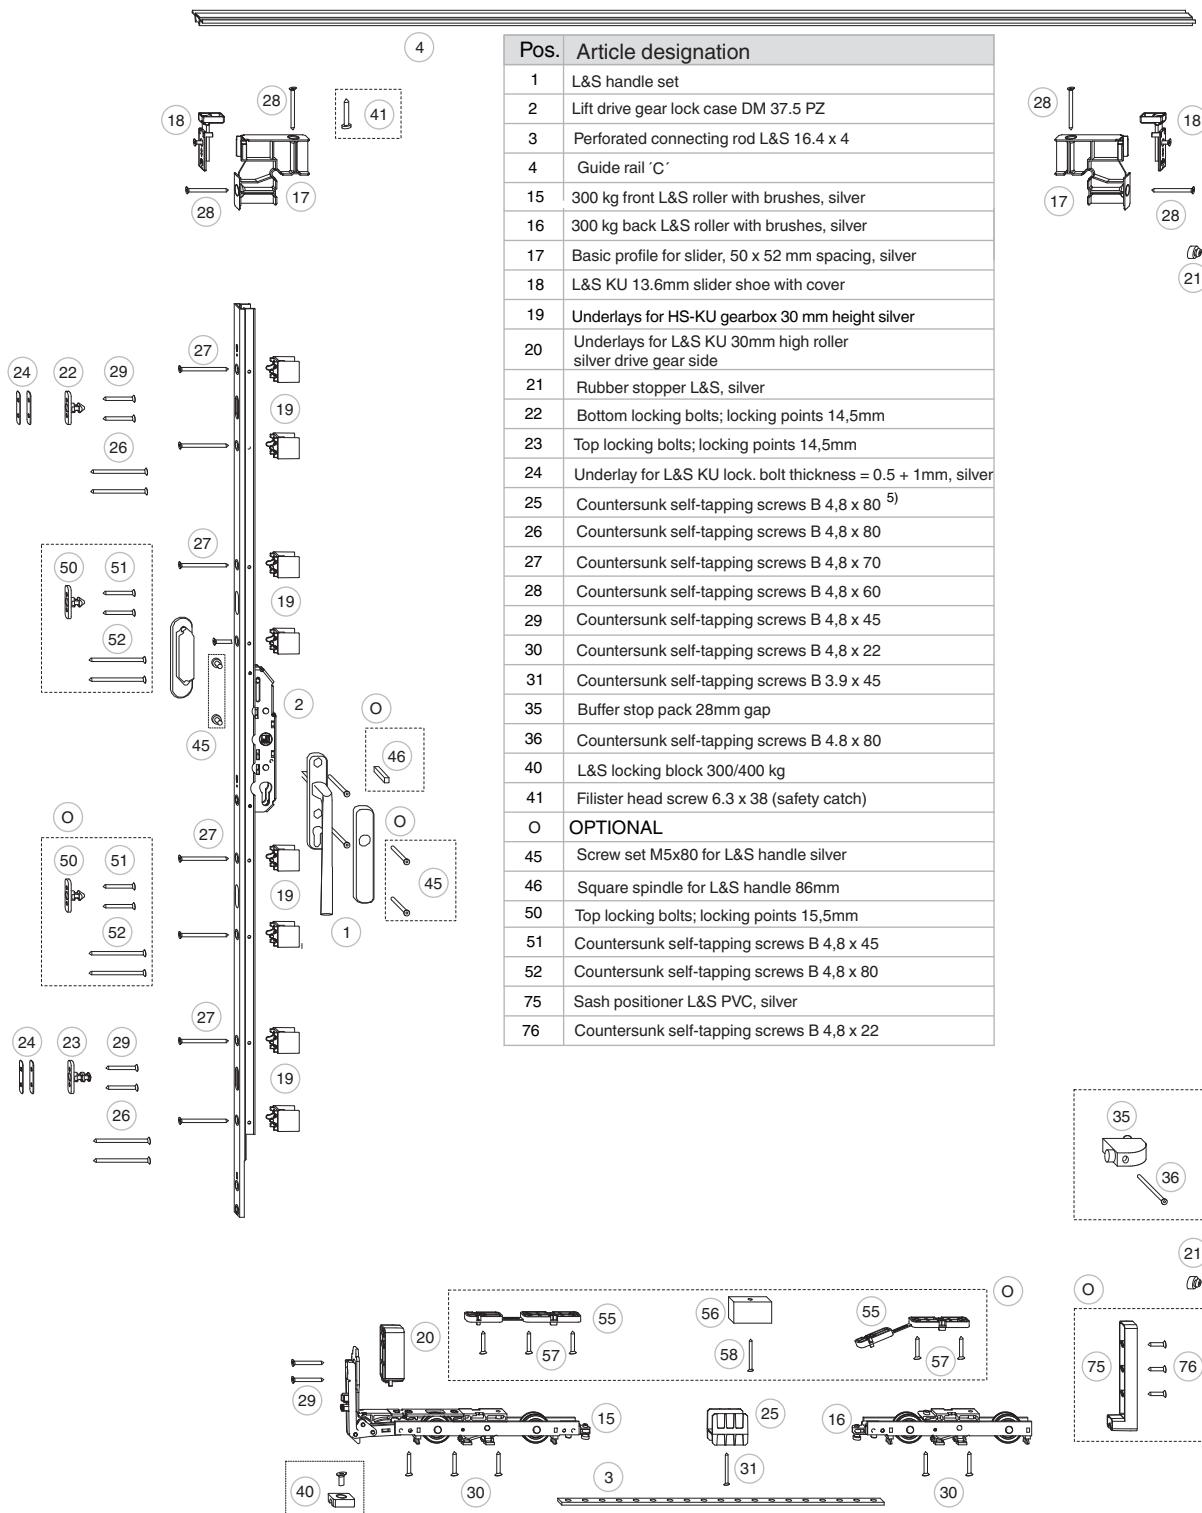 4
Pos. Article designation
1 L&S handle set
2 Lift drive gear lock case DM 37.5 PZ
3 Perforated connecting rod L&S 16.4 x 4
4 Guide rail ´C´
15 300 kg front L&S roller with brushes, silver
16 300 kg back L&S roller with brushes, silver
17 Basic profile for slider, 50 x 52 mm spacing, silver
18 L&S KU 13.6mm slider shoe with cover
19 Underlays for HS-KU gearbox 30 mm height silver
20 Underlays for L&S KU 30mm high roller
silver drive gear side
21 Rubber stopper L&S, silver
22 Bottom locking bolts; locking points 14,5mm
23 Top locking bolts; locking points 14,5mm
24 Underlay for L&S KU lock. bolt thickness = 0.5 + 1mm, silver
25 Countersunk self-tapping screws B 4,8 x 80 5)
26 Countersunk self-tapping screws B 4,8 x 80
27 Countersunk self-tapping screws B 4,8 x 70
28 Countersunk self-tapping screws B 4,8 x 60
29 Countersunk self-tapping screws B 4,8 x 45
30 Countersunk self-tapping screws B 4,8 x 22
31 Countersunk self-tapping screws B 3.9 x 45
35 Buffer stop pack 28mm gap
36 Countersunk self-tapping screws B 4.8 x 80
40 L&S locking block 300/400 kg
41 Filister head screw 6.3 x 38 (safety catch)
O OPTIONAL
45 Screw set M5x80 for L&S handle silver
46 Square spindle for L&S handle 86mm
50 Top locking bolts; locking points 15,5mm
51 Countersunk self-tapping screws B 4,8 x 45
52 Countersunk self-tapping screws B 4,8 x 80
75 Sash positioner L&S PVC, silver
76 Countersunk self-tapping screws B 4,8 x 22
28
41
18
17
28
28
18
17
28
21
27
24 22 29
19
26
27
50 51
19
52
2
45
O
46
O
O
27
50 51
19
45
52
1
27
24 23 29
19
26
35
36
21
O
O
55
56
55
20
57
58
57
75
76
29
15
25
16
40
30
3
31
30